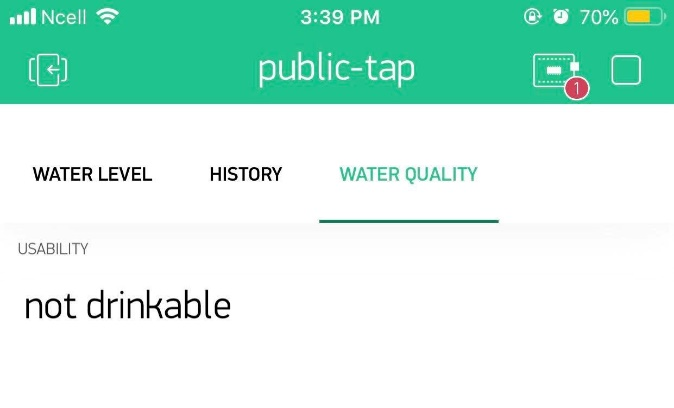 Ncell 3:39 PM 70%
public-tap
1
WATER LEVEL HISTORY WATER QUALITY
USABILITY
not drinkable